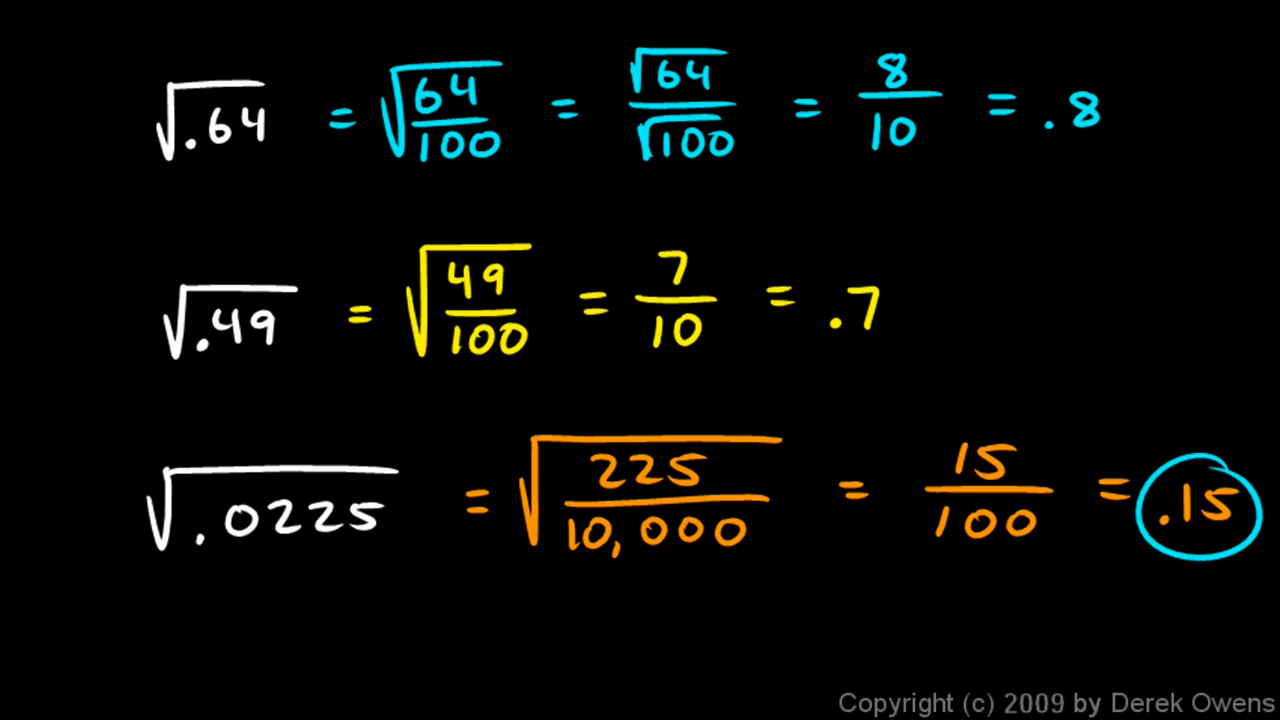 √.64 = √(64/100) = √64/√100 = 8/10 = .8
√.49 = √(49/100) = 7/10 = .7
√.0225 = √(225/10,000) = 15/100 = .15
Copyright (c) 2009 by Derek Owens